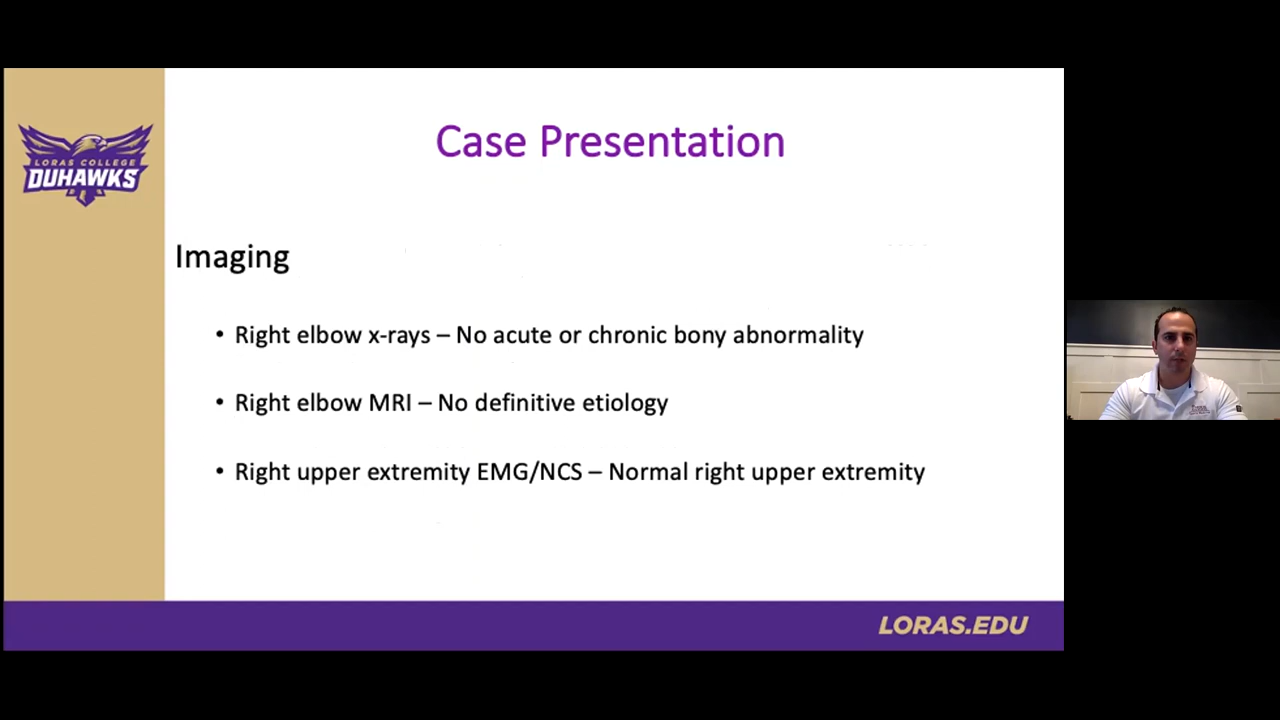 Case Presentation
LORAS COLLEGE
DUHAWKS
Imaging
• Right elbow x-rays – No acute or chronic bony abnormality
• Right elbow MRI – No definitive etiology
• Right upper extremity EMG/NCS – Normal right upper extremity
LORAS.EDU